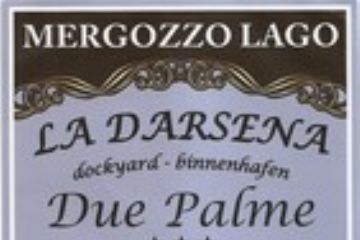 MERGOZZO LAGO
LA DARSENA
dockyard - binnenhafen
Due Palme